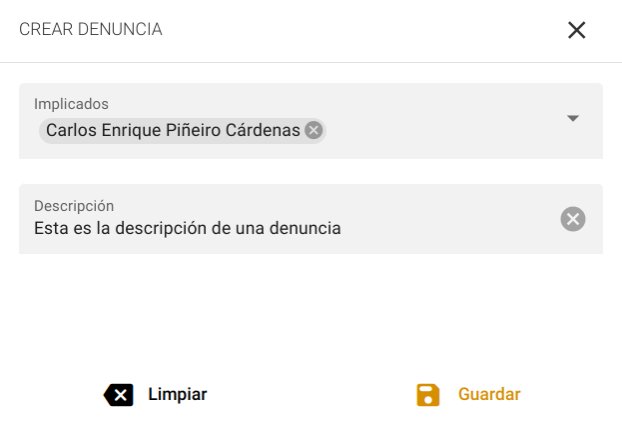 CREAR DENUNCIA
Implicados
Carlos Enrique Piñeiro Cárdenas
Descripción
Esta es la descripción de una denuncia
Limpiar
Guardar